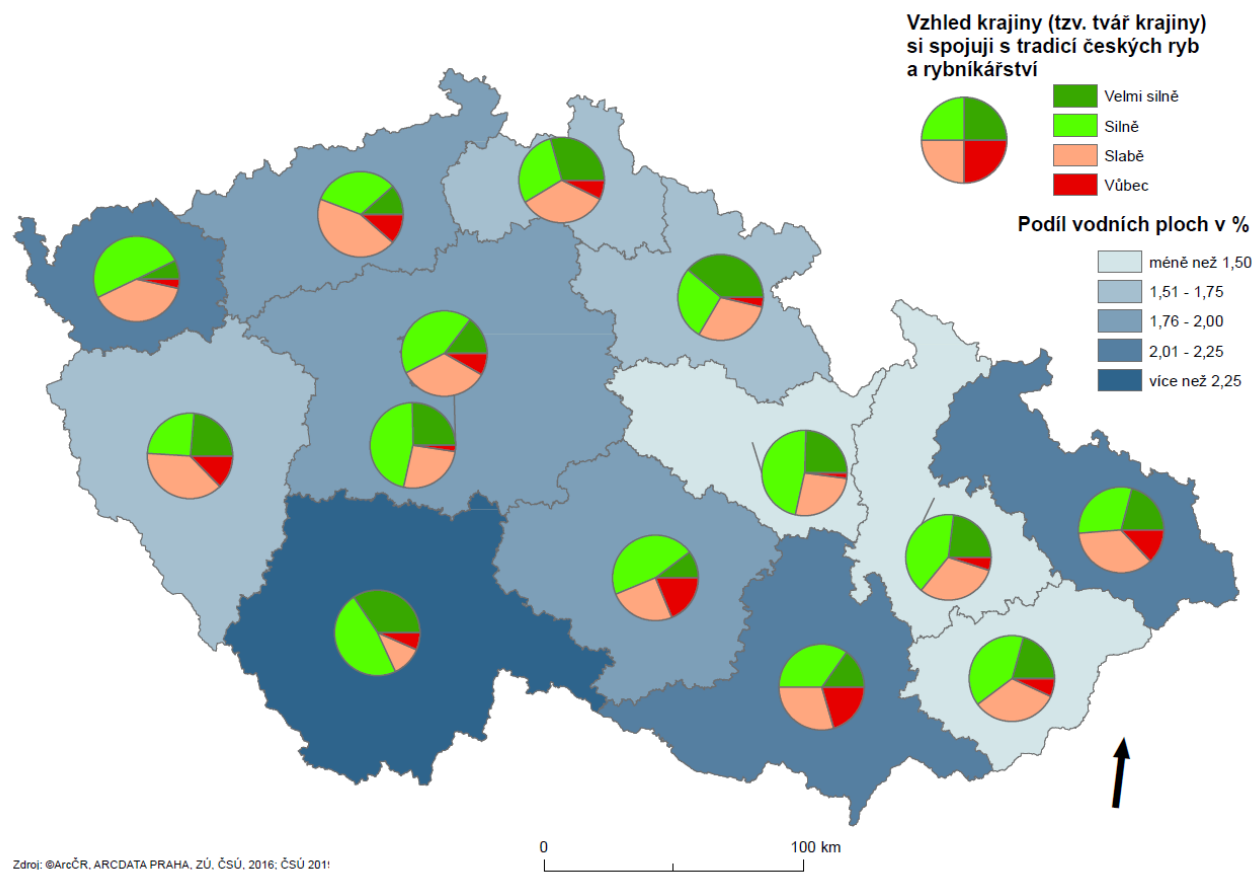 Vzhled krajiny (tzv. tvář krajiny)
si spojuji s tradicí českých ryb
a rybníkářství
Velmi silně
Silně
Slabě
Vůbec
Podíl vodních ploch v %
méně než 1,50
1,51 - 1,75
1,76 - 2,00
2,01 - 2,25
více než 2,25
0
100 km
Zdroj: ©ArcČR, ARCDATA PRAHA, ZÚ, ČSÚ, 2016; ČSÚ